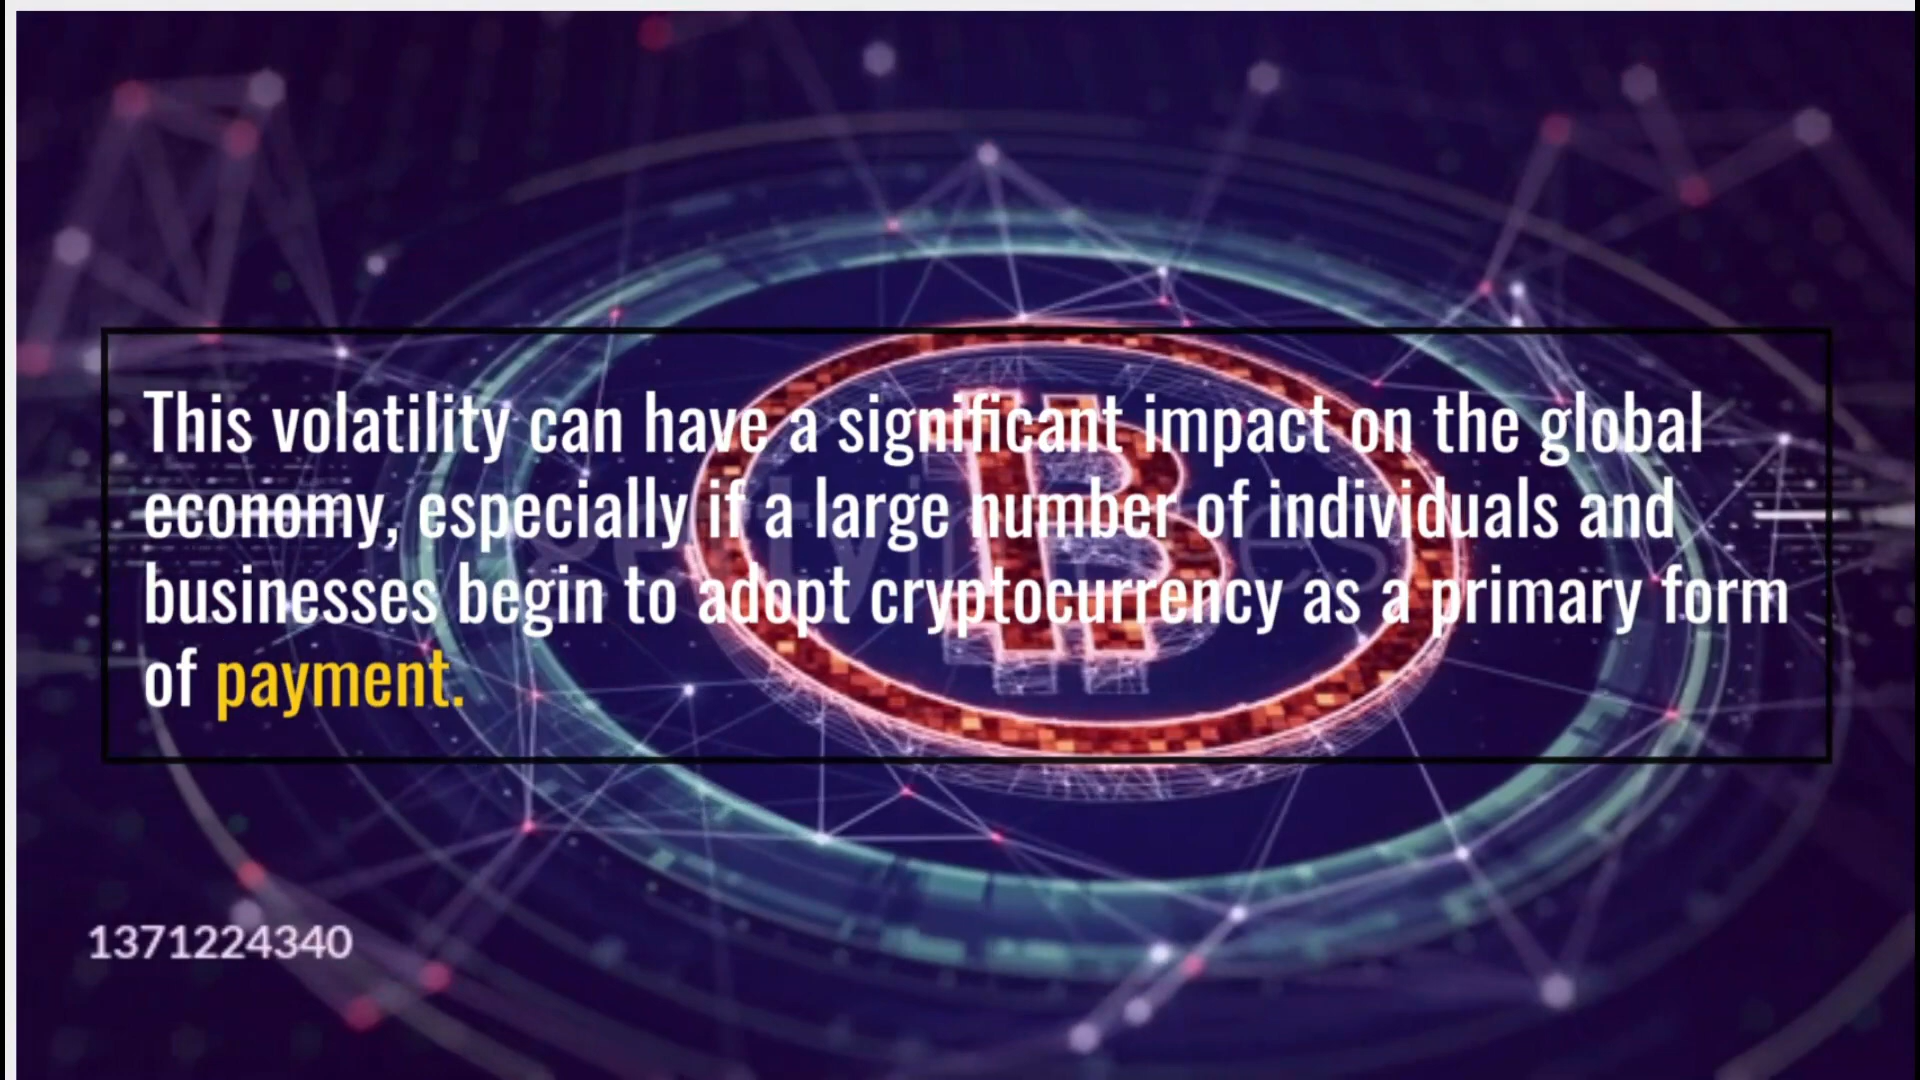 This volatility can have a significant impact on the global
economy, especially if a large number of individuals and
businesses begin to adopt cryptocurrency as a primary form
of payment.
1371224340